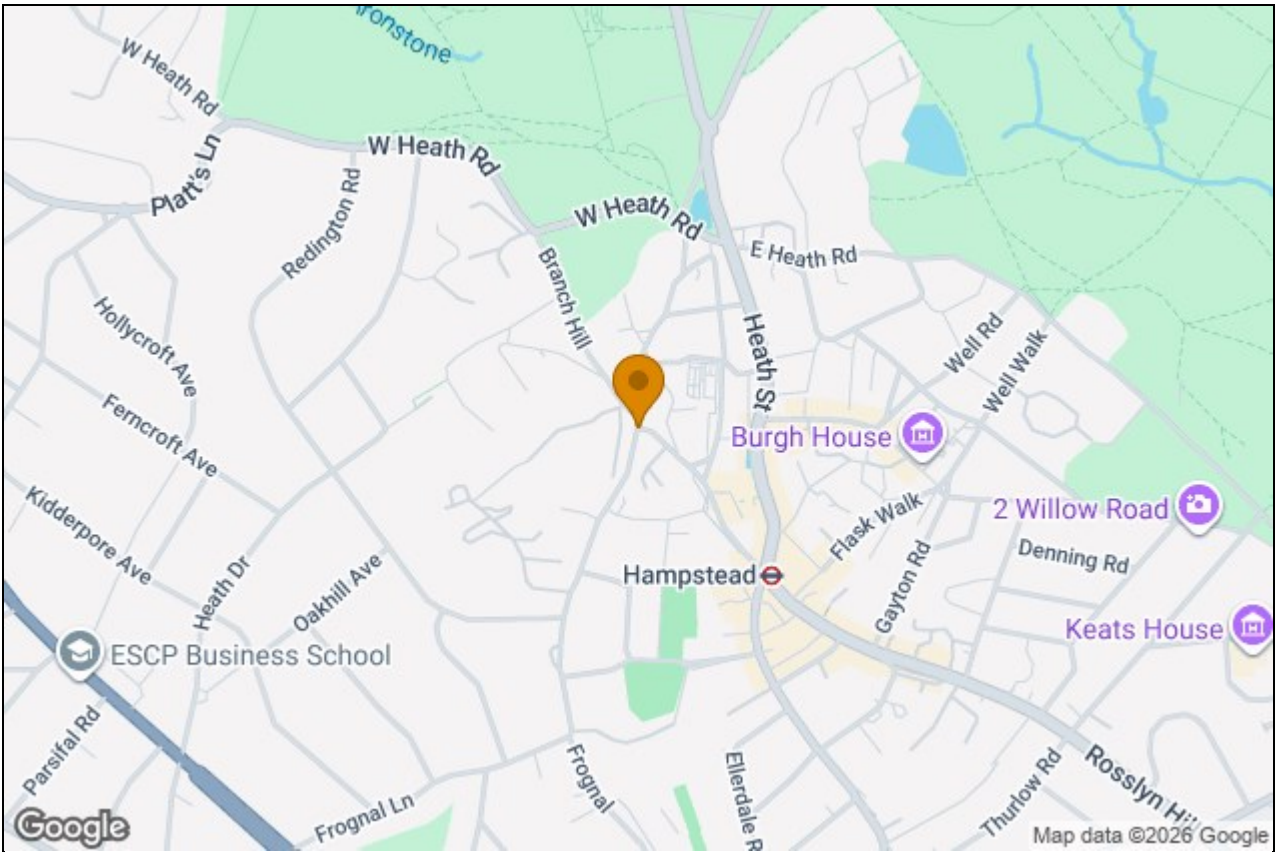 ronstone
W Heath Rd
W Heath Rd
Platt's Ln
Redington Rd
W Heath Rd
E Heath Rd
Branch Hill
Hollycroft Ave
Heath St
Well Rd
Well Walk
Ferncroft Ave
Burgh House
Kidderpore Ave
Flask Walk
2 Willow Road
Denning Rd
Heath Dr
Oakhill Ave
Hampstead
Gayton Rd
Keats House
ESCP Business School
Parsifal Rd
Frognal
Ellerdale R
Thurlow Rd
Rosslyn Hil
Frognal Ln
Google
Map data ©2026 Google